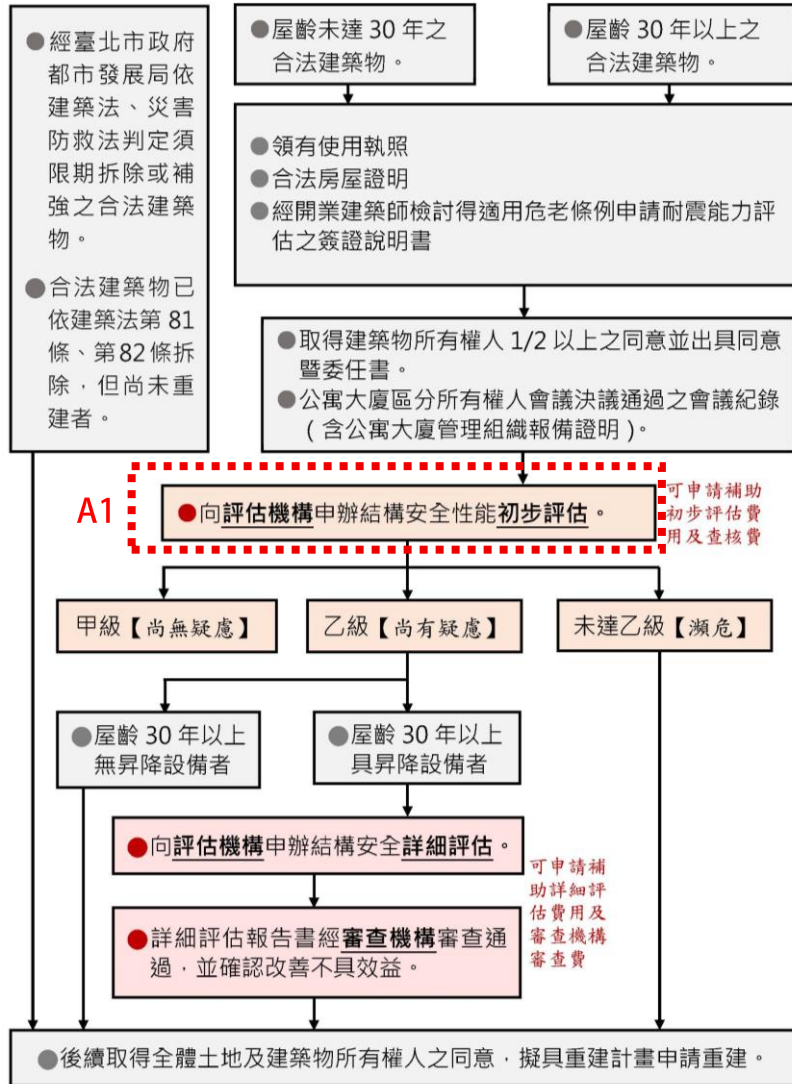 ●經臺北市政府
都市發展局依
建築法、災害
防救法判定須
限期拆除或補
強之合法建築
物。
●合法建築物已
依建築法第 81
條、第 82 條拆
除，但尚未重
建者。
●屋齡未達 30 年之
合法建築物。
●屋齡 30 年以上之
合法建築物。
●領有使用執照
●合法房屋證明
●經開業建築師檢討得適用危老條例申請耐震能力評
估之簽證說明書
●取得建築物所有權人 1/2 以上之同意並出具同意
暨委任書。
●公寓大廈區分所有權人會議決議通過之會議紀錄
(含公寓大廈管理組織報備證明)。
A1
●向評估機構申辦結構安全性能初步評估。
可申請補助
初步評估費
用及查核費
甲級【尚無疑慮】
乙級【尚有疑慮】
未達乙級【瀕危】
●屋齡 30 年以上
無昇降設備者
●屋齡 30 年以上
具昇降設備者
●向評估機構申辦結構安全詳細評估。
●詳細評估報告書經審查機構審查通
過，並確認改善不具效益。
可申請補
助詳細評
估費用及
審查機構
審查費
●後續取得全體土地及建築物所有權人之同意，擬具重建計畫申請重建。